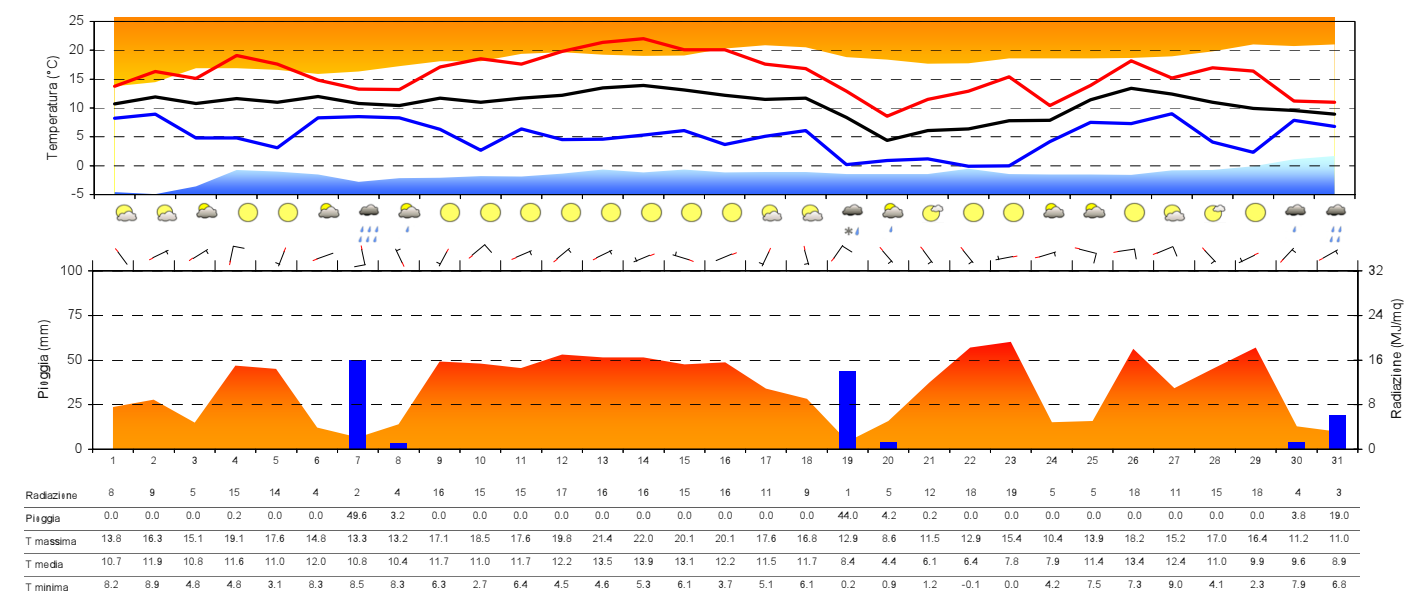 25
20
15
10
5
0
-5
Temperatura (°C)
100
75
50
25
0
Pioggia (mm)
32
24
16
8
0
Radiazione (MJ/mq)
1 2 3 4 5 6 7 8 9 10 11 12 13 14 15 16 17 18 19 20 21 22 23 24 25 26 27 28 29 30 31
Radiazione 8 9 5 15 14 4 2 4 16 15 15 17 16 16 15 16 11 9 1 5 12 18 19 5 5 18 11 15 18 4 3
Pioggia 0.0 0.0 0.0 0.2 0.0 0.0 49.6 3.2 0.0 0.0 0.0 0.0 0.0 0.0 0.0 0.0 0.0 0.0 44.0 4.2 0.2 0.0 0.0 0.0 0.0 0.0 0.0 0.0 0.0 3.8 19.0
T massima 13.8 16.3 15.1 19.1 17.6 14.8 13.3 13.2 17.1 18.5 17.6 19.8 21.4 22.0 20.1 20.1 17.6 16.8 12.9 8.6 11.5 12.9 15.4 10.4 13.9 18.2 15.2 17.0 16.4 11.2 11.0
T media 10.7 11.9 10.8 11.6 11.0 12.0 10.8 10.4 11.7 11.0 11.7 12.2 13.5 13.9 13.1 12.2 11.5 11.7 8.4 4.4 6.1 6.4 7.8 7.9 11.4 13.4 12.4 11.0 9.9 9.6 8.9
T minima 8.2 8.9 4.8 4.8 3.1 8.3 8.5 8.3 6.3 2.7 6.4 4.5 4.6 5.3 6.1 3.7 5.1 6.1 0.2 0.9 1.2 -0.1 0.0 4.2 7.5 7.3 9.0 4.1 2.3 7.9 6.8